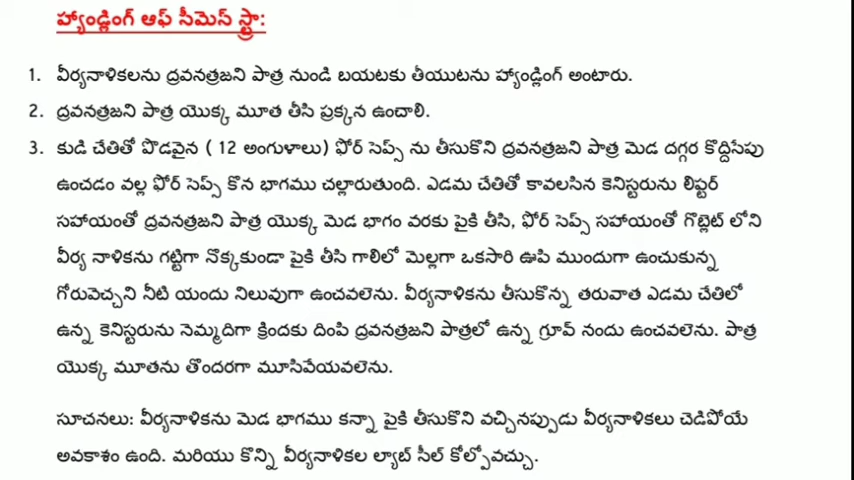 హ్యాండ్లింగ్ ఆఫ్ సీమెన్ స్ట్రా:
1. వీర్యనాళికలను ద్రవనత్రజని పాత్ర నుండి బయటకు తీయుటను హ్యాండ్లింగ్ అంటారు.
2. ద్రవనత్రజని పాత్ర యొక్క మూత తీసి ప్రక్కన ఉంచాలి.
3. కుడి చేతితో పొడవైన ( 12 అంగుళాలు) ఫోర్ సెప్స్ ను తీసుకొని ద్రవనత్రజని పాత్ర మెడ దగ్గర కొద్దిసేపు
ఉంచడం వల్ల ఫోర్ సెప్స్ కొన భాగము చల్లారుతుంది. ఎడమ చేతితో కావలసిన కెనిస్టరును లిఫ్టర్
సహాయంతో ద్రవనత్రజని పాత్ర యొక్క మెడ భాగం వరకు పైకి తీసి, ఫోర్ సెప్స్ సహాయంతో గొబ్లెట్ లోని
వీర్య నాళికను గట్టిగా నొక్కకుండా పైకి తీసి గాలిలో మెల్లగా ఒకసారి ఊపి ముందుగా ఉంచుకున్న
గోరువెచ్చని నీటి యందు నిలువుగా ఉంచవలెను. వీర్యనాళికను తీసుకొన్న తరువాత ఎడమ చేతిలో
ఉన్న కెనిస్టరును నెమ్మదిగా క్రిందకు దింపి ద్రవనత్రజని పాత్రలో ఉన్న గ్రూవ్ నందు ఉంచవలెను. పాత్ర
యొక్క మూతను తొందరగా మూసివేయవలెను.
సూచనలు: వీర్యనాళికను మెడ భాగము కన్నా పైకి తీసుకొని వచ్చినప్పుడు వీర్యనాళికలు చెడిపోయే
అవకాశం ఉంది. మరియు కొన్ని వీర్యనాళికల ల్యాబ్ సీల్ కోల్పోవచ్చు.